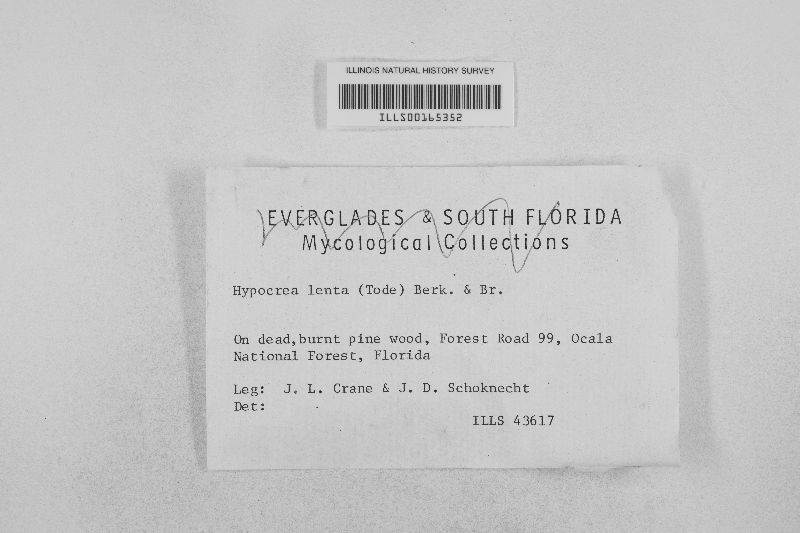 ILLINOIS NATURAL HISTORY SURVEY
ILLS00165352
EVERGLADES & SOUTH FLORIDA
Mycological Collections
Hypocrea lenta (Tode) Berk. & Br.
On dead,burnt pine wood, Forest Road 99, Ocala
National Forest, Florida
Leg: J. L. Crane & J. D. Schoknecht
Det:
ILLS 43617